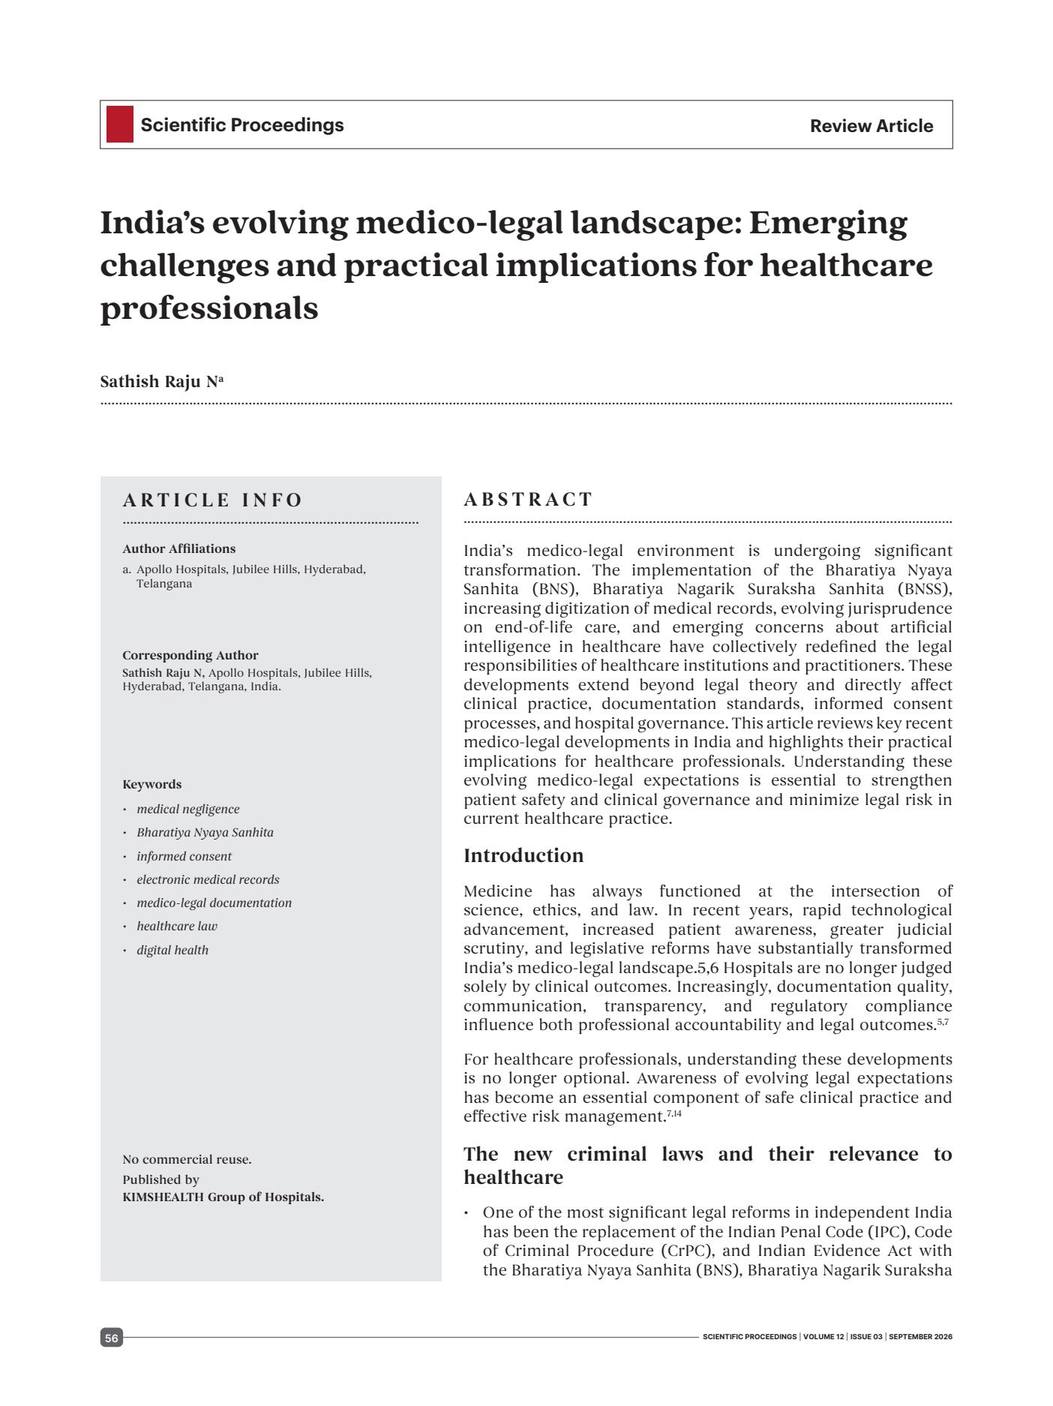 Scientific Proceedings
Review Article
India’s evolving medico-legal landscape: Emerging
challenges and practical implications for healthcare
professionals
Sathish Raju Nᵃ
ARTICLE INFO
Author Affiliations
a. Apollo Hospitals, Jubilee Hills, Hyderabad,
Telangana
Corresponding Author
Sathish Raju N, Apollo Hospitals, Jubilee Hills,
Hyderabad, Telangana, India.
Keywords
• medical negligence
• Bharatiya Nyaya Sanhita
• informed consent
• electronic medical records
• medico-legal documentation
• healthcare law
• digital health
No commercial reuse.
Published by
KIMSHEALTH Group of Hospitals.
ABSTRACT
India’s medico-legal environment is undergoing significant
transformation. The implementation of the Bharatiya Nyaya
Sanhita (BNS), Bharatiya Nagarik Suraksha Sanhita (BNSS),
increasing digitization of medical records, evolving jurisprudence
on end-of-life care, and emerging concerns about artificial
intelligence in healthcare have collectively redefined the legal
responsibilities of healthcare institutions and practitioners. These
developments extend beyond legal theory and directly affect
clinical practice, documentation standards, informed consent
processes, and hospital governance. This article reviews key recent
medico-legal developments in India and highlights their practical
implications for healthcare professionals. Understanding these
evolving medico-legal expectations is essential to strengthen
patient safety and clinical governance and minimize legal risk in
current healthcare practice.
Introduction
Medicine has always functioned at the intersection of
science, ethics, and law. In recent years, rapid technological
advancement, increased patient awareness, greater judicial
scrutiny, and legislative reforms have substantially transformed
India’s medico-legal landscape.5,6 Hospitals are no longer judged
solely by clinical outcomes. Increasingly, documentation quality,
communication, transparency, and regulatory compliance
influence both professional accountability and legal outcomes.⁵,⁷
For healthcare professionals, understanding these developments
is no longer optional. Awareness of evolving legal expectations
has become an essential component of safe clinical practice and
effective risk management.⁷,¹⁴
The new criminal laws and their relevance to
healthcare
• One of the most significant legal reforms in independent India
has been the replacement of the Indian Penal Code (IPC), Code
of Criminal Procedure (CrPC), and Indian Evidence Act with
the Bharatiya Nyaya Sanhita (BNS), Bharatiya Nagarik Suraksha
56
SCIENTIFIC PROCEEDINGS | VOLUME 12 | ISSUE 03 | SEPTEMBER 2026